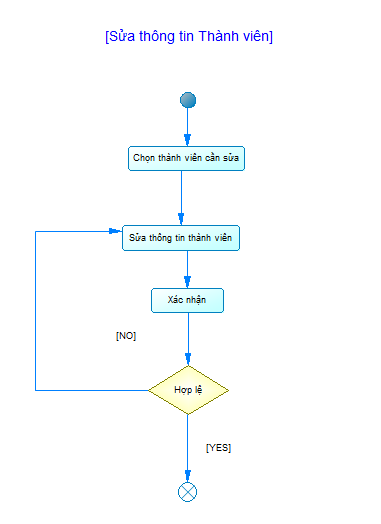 [Sửa thông tin Thành viên]
Chọn thành viên cần sửa
Sửa thông tin thành viên
Xác nhận
[NO]
Hợp lệ
[YES]